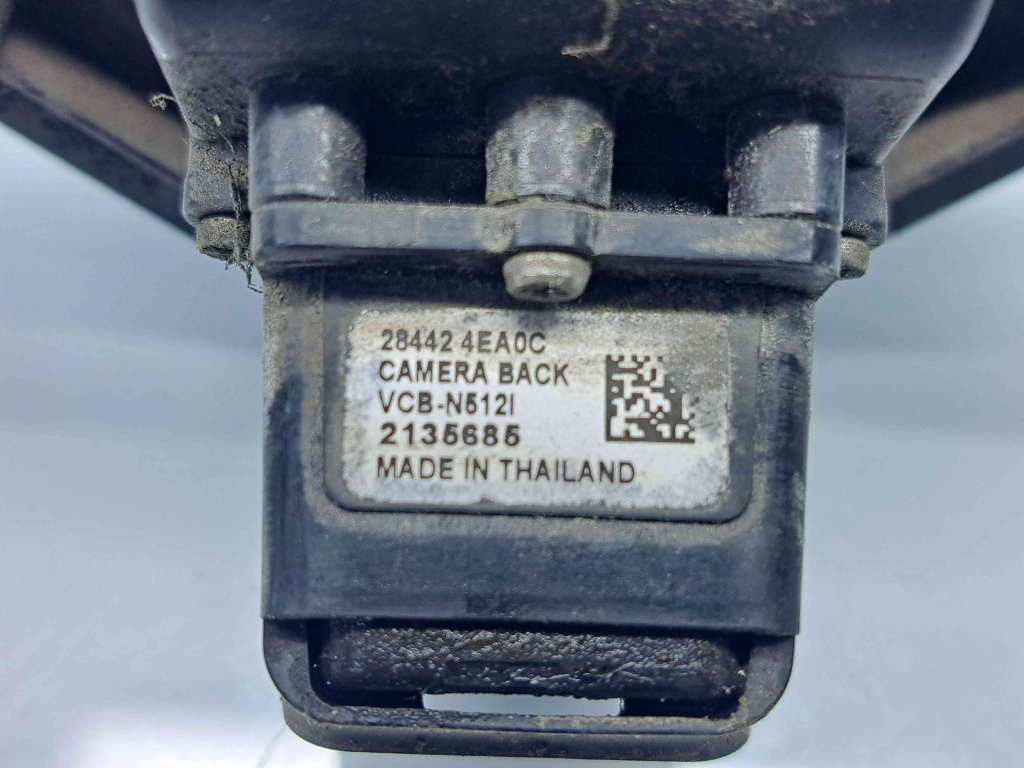 28442 4EA0C
CAMERA BACK
VCB-N512I
2135685
MADE IN THAILAND